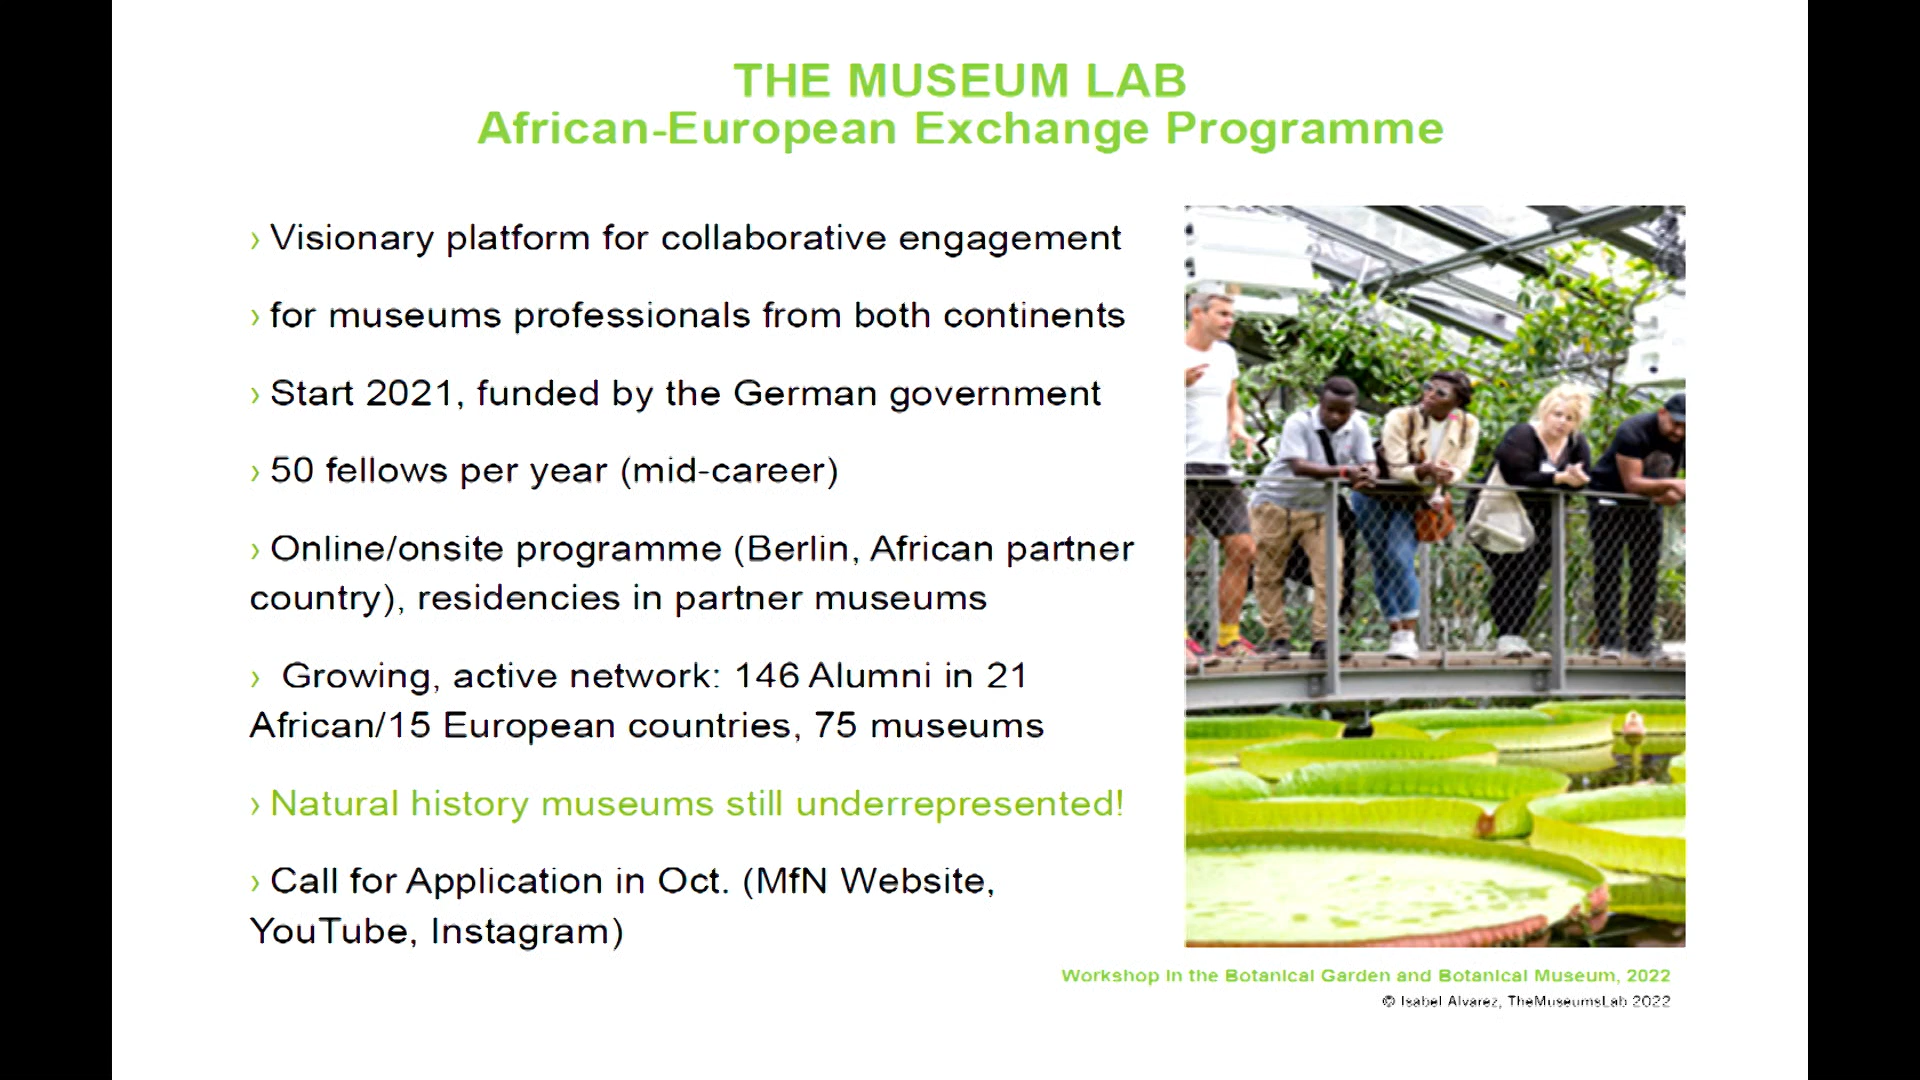 THE MUSEUM LAB
African-European Exchange Programme
› Visionary platform for collaborative engagement
› for museums professionals from both continents
› Start 2021, funded by the German government
› 50 fellows per year (mid-career)
› Online/onsite programme (Berlin, African partner
country), residencies in partner museums
› Growing, active network: 146 Alumni in 21
African/15 European countries, 75 museums
› Natural history museums still underrepresented!
› Call for Application in Oct. (MfN Website,
YouTube, Instagram)
Workshop in the Botanical Garden and Botanical Museum, 2022
© Isabel Alvarez, TheMuseumsLab 2022